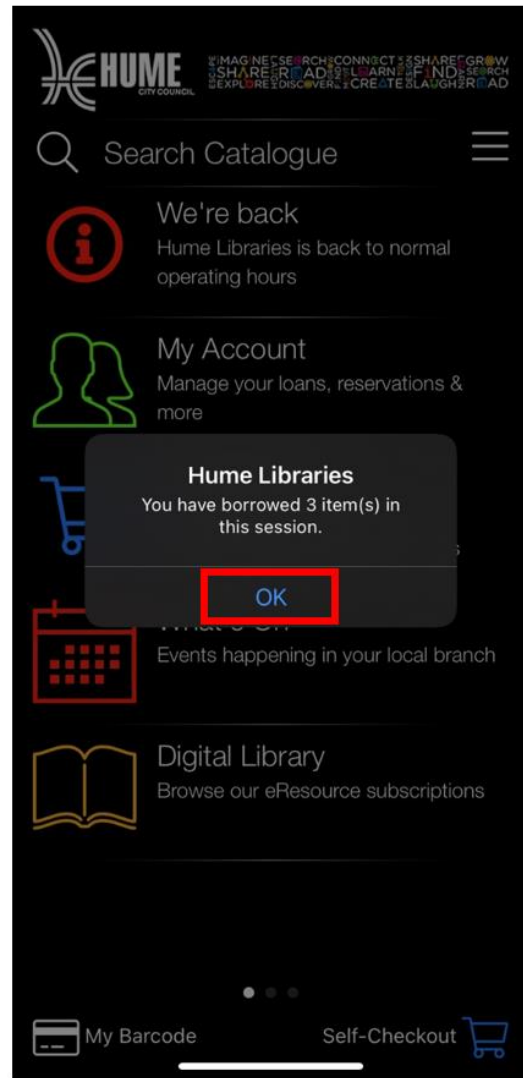 HUME
CITY COUNCIL
Search Catalogue
We're back
Hume Libraries is back to normal
operating hours
My Account
Manage your loans, reservations &
more
Hume Libraries
You have borrowed 3 item(s) in
this session.
OK
What's On
Events happening in your local branch
Digital Library
Browse our eResource subscriptions
My Barcode
Self-Checkout